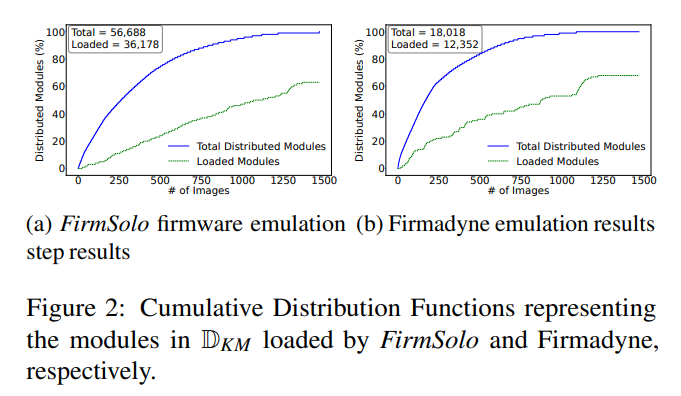 Total = 56,688
Loaded = 36,178
Distributed Modules (%)
100
80
60
40
20
0
Total Distributed Modules
Loaded Modules
0 250 500 750 1000 1250 1500
# of Images
Total = 18,018
Loaded = 12,352
Distributed Modules (%)
100
80
60
40
20
0
Total Distributed Modules
Loaded Modules
0 250 500 750 1000 1250 1500
# of Images
(a) FirmSolo firmware emulation
step results
(b) Firmadyne emulation results
Figure 2: Cumulative Distribution Functions representing
the modules in 𝔻KM loaded by FirmSolo and Firmadyne,
respectively.